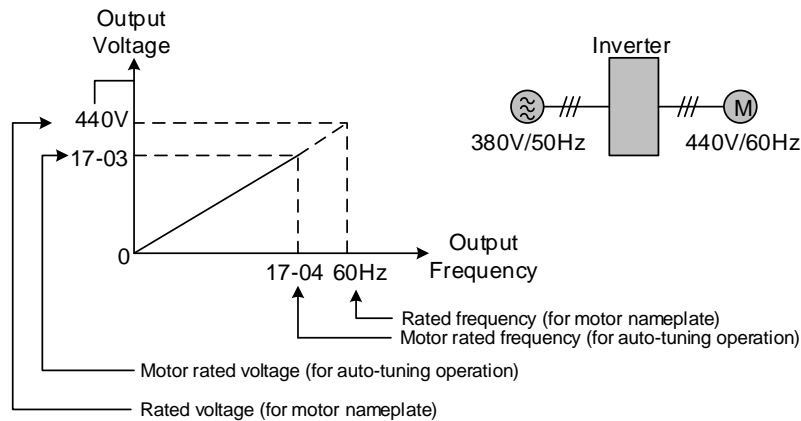 Output
Voltage
Inverter
440V
M
380V/50Hz
440V/60Hz
17-03
0
Output
Frequency
17-04
60Hz
Rated frequency (for motor nameplate)
Motor rated frequency (for auto-tuning operation)
Motor rated voltage (for auto-tuning operation)
Rated voltage (for motor nameplate)